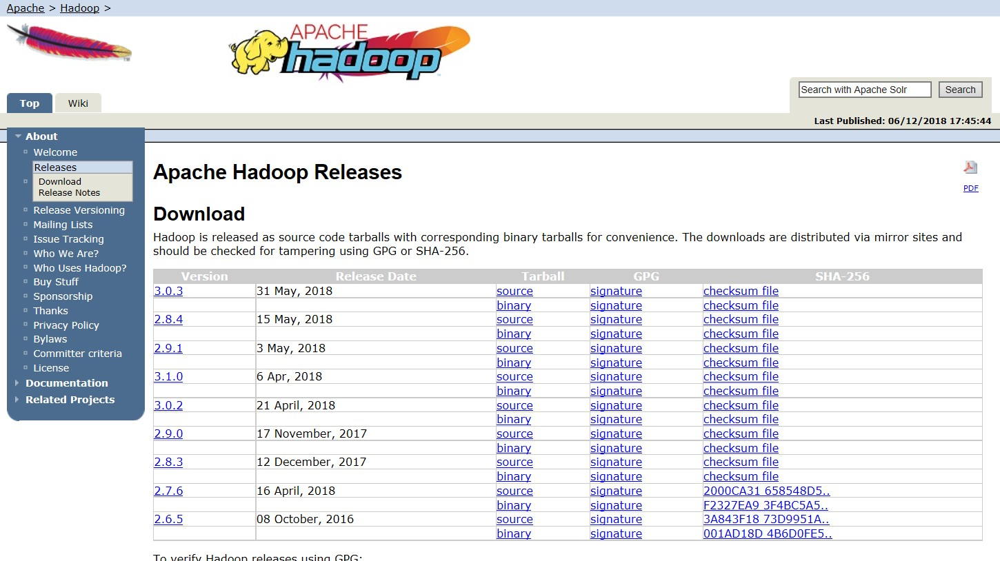 Apache > Hadoop >
APACHE
hadoop
Top
Wiki
Search with Apache Solr
Search
Last Published: 06/12/2018 17:45:44
About
Welcome
Releases
Download
Release Notes
Release Versioning
Mailing Lists
Issue Tracking
Who We Are?
Who Uses Hadoop?
Buy Stuff
Sponsorship
Thanks
Privacy Policy
Bylaws
Committer criteria
License
Documentation
Related Projects
Apache Hadoop Releases
PDF
Download
Hadoop is released as source code tarballs with corresponding binary tarballs for convenience. The downloads are distributed via mirror sites and
should be checked for tampering using GPG or SHA-256.
Version Release Date Tarball GPG SHA-256
3.0.3 31 May, 2018 source signature checksum file
binary signature checksum file
2.8.4 15 May, 2018 source signature checksum file
binary signature checksum file
2.9.1 3 May, 2018 source signature checksum file
binary signature checksum file
3.1.0 6 Apr, 2018 source signature checksum file
binary signature checksum file
3.0.2 21 April, 2018 source signature checksum file
binary signature checksum file
2.9.0 17 November, 2017 source signature checksum file
binary signature checksum file
2.8.3 12 December, 2017 source signature checksum file
binary signature checksum file
2.7.6 16 April, 2018 source signature 2000CA31 658548D5..
binary signature F2327EA9 3F4BC5A5..
2.6.5 08 October, 2016 source signature 3A843F18 73D9951A..
binary signature 001AD18D 4B6D0FE5..
To verify Hadoop releases using GPG: